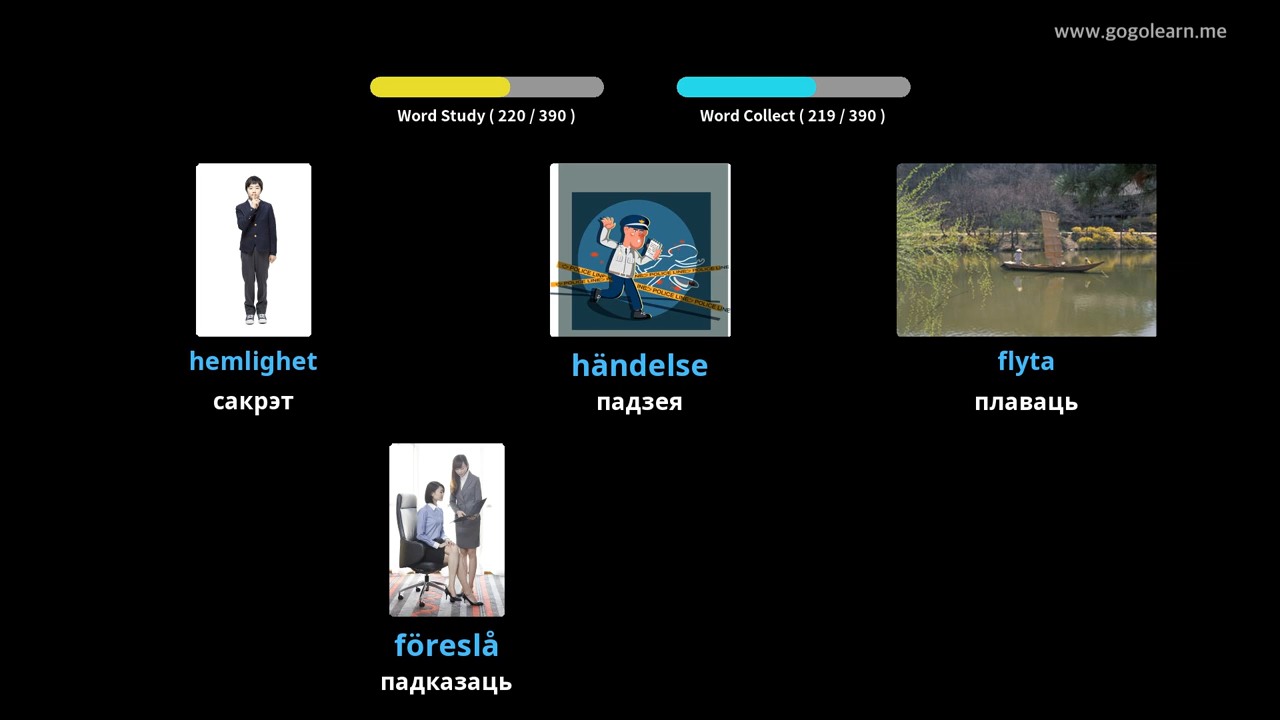 www.gogolearn.me
Word Study ( 220 / 390 )
Word Collect ( 219 / 390 )
hemlighet
händelse
flyta
сакрэт
падзея
плаваць
föreslå
падказаць